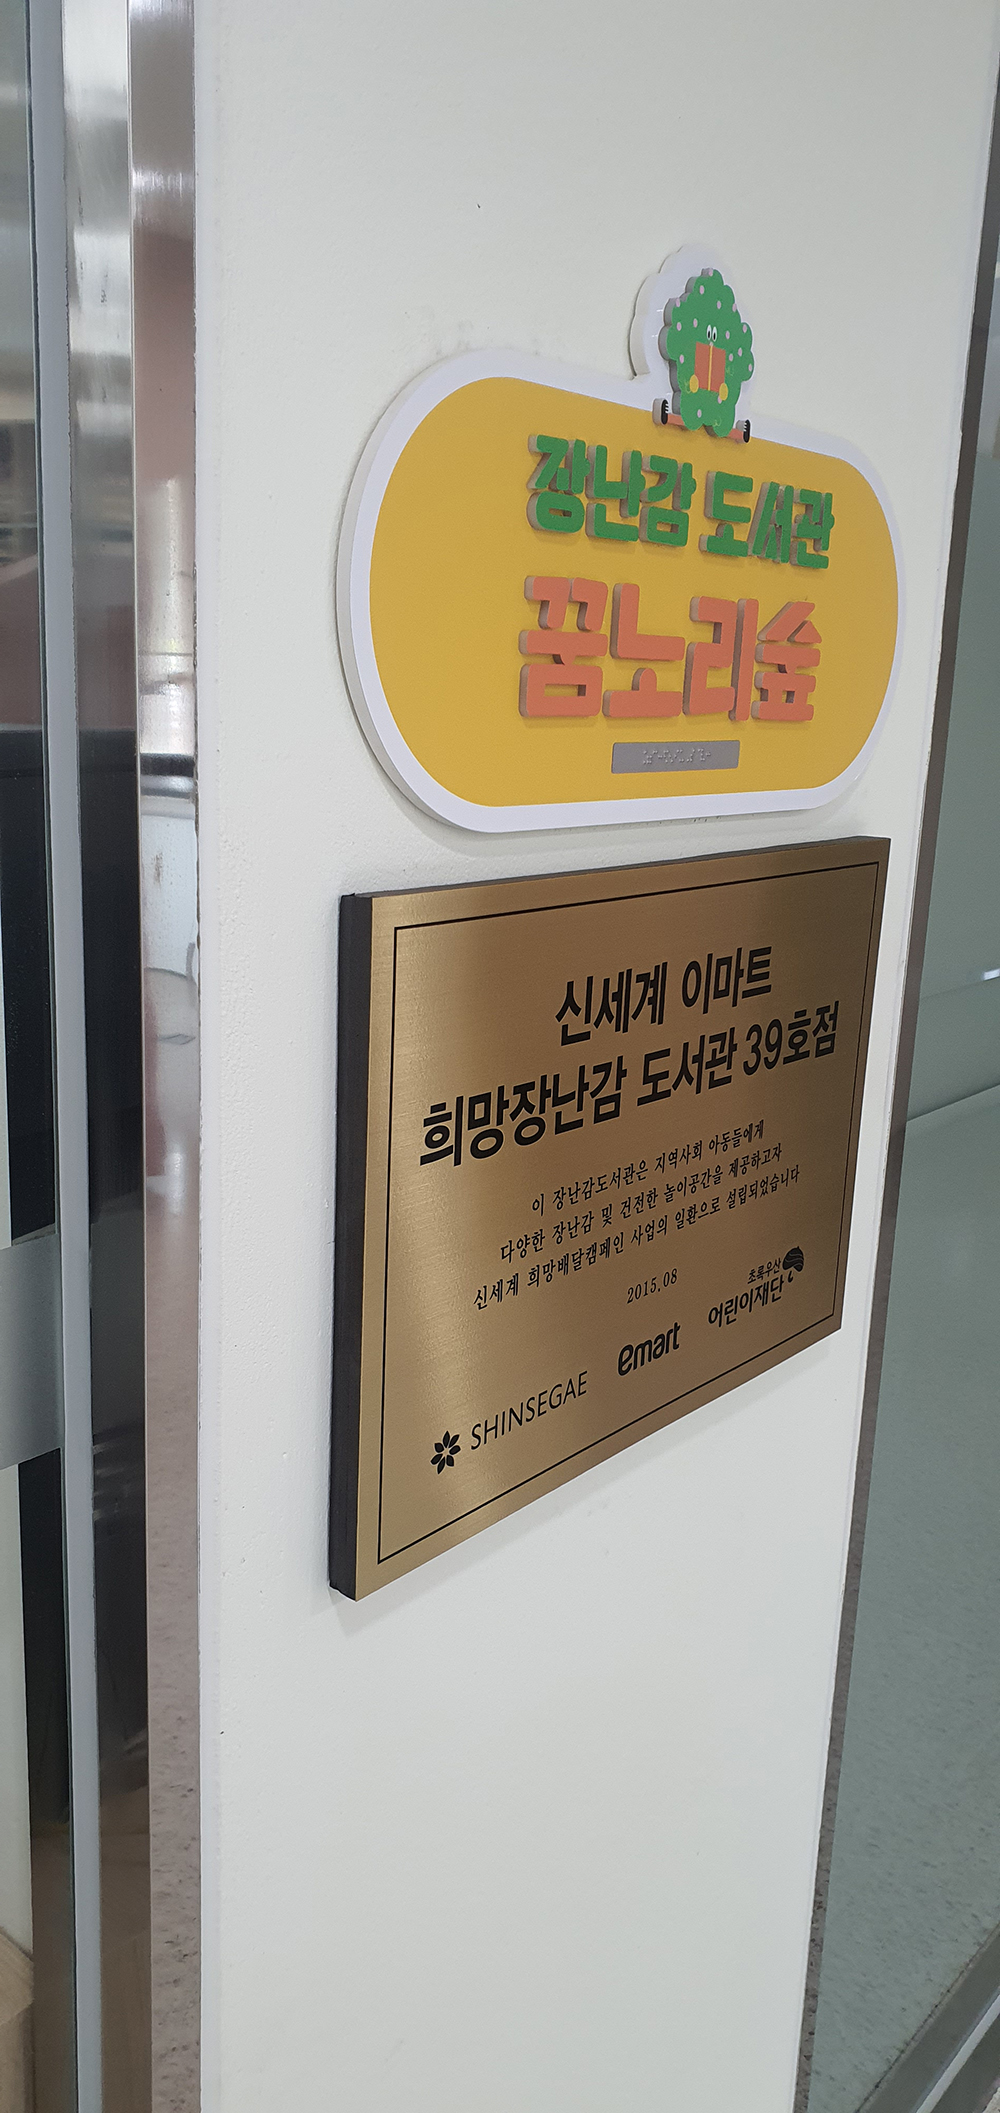 장난감 도서관
꿈노리숲
신세계 이마트
희망장난감 도서관 39호점
이 장난감도서관은 지역사회 아동들에게
다양한 장난감 및 건전한 놀이공간을 제공하고자
신세계 희망배달캠페인 사업의 일환으로 설립되었습니다
2015.08
SHINSEGAE
emart
초록우산
어린이재단